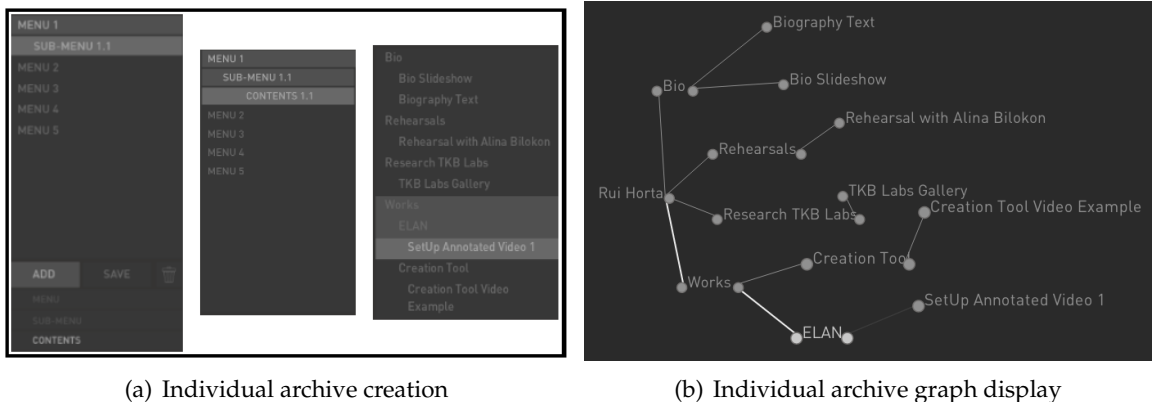 MENU 1
SUB-MENU 1.1
MENU 2
MENU 3
MENU 4
MENU 5
ADD SAVE
MENU
SUB-MENU
CONTENTS
MENU 1
SUB-MENU 1.1
CONTENTS 1.1
MENU 2
MENU 3
MENU 4
MENU 5
Bio
Bio Slideshow
Biography Text
Rehearsals
Rehearsal with Alina Bilokon
Research TKB Labs
TKB Labs Gallery
Works
ELAN
SetUp Annotated Video 1
Creation Tool
Creation Tool Video
Example
(a) Individual archive creation
Biography Text
Bio
Bio Slideshow
Rehearsal with Alina Bilokon
Rehearsals
Rui Horta
TKB Labs Gallery
Research TKB Labs
Creation Tool Video Example
Creation Tool
Works
SetUp Annotated Video 1
ELAN
(b) Individual archive graph display